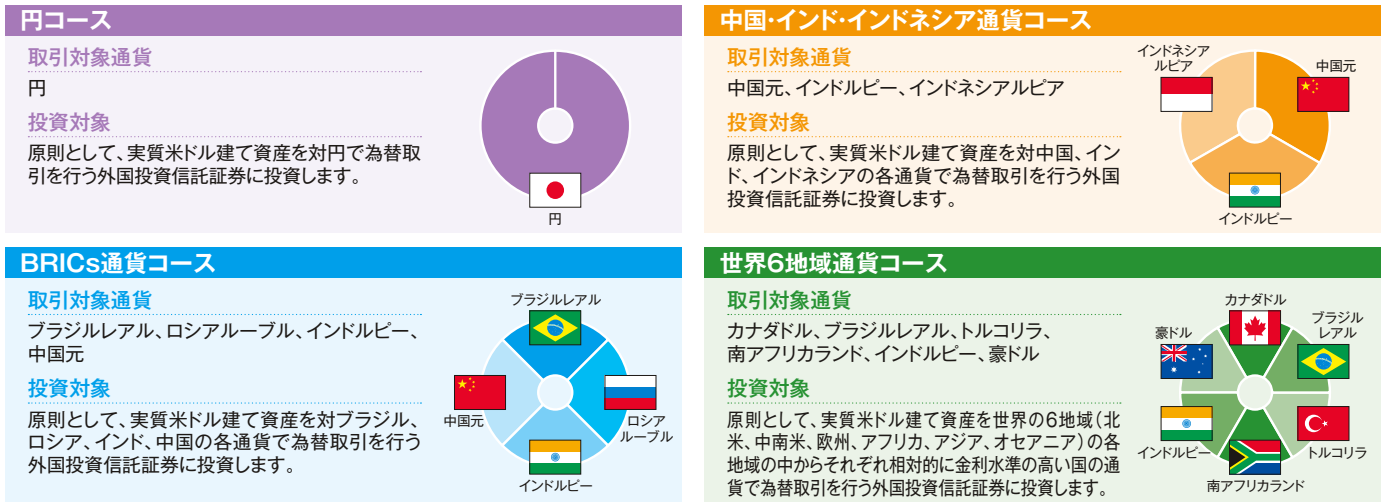 円コース
取引対象通貨
円
投資対象
原則として、実質米ドル建て資産を対円で為替取
引を行う外国投資信託証券に投資します。
円
中国・インド・インドネシア通貨コース
取引対象通貨
中国元、インドルピー、インドネシアルピア
投資対象
原則として、実質米ドル建て資産を対中国、イン
ド、インドネシアの各通貨で為替取引を行う外国
投資信託証券に投資します。
インドネシア
ルピア
中国元
インドルピー
BRICs通貨コース
取引対象通貨
ブラジルレアル、ロシアルーブル、インドルピー、
中国元
投資対象
原則として、実質米ドル建て資産を対ブラジル、
ロシア、インド、中国の各通貨で為替取引を行う
外国投資信託証券に投資します。
ブラジルレアル
中国元
ロシア
ルーブル
インドルピー
世界6地域通貨コース
取引対象通貨
カナダドル、ブラジルレアル、トルコリラ、
南アフリカランド、インドルピー、豪ドル
投資対象
原則として、実質米ドル建て資産を世界の6地域(北
米、中南米、欧州、アフリカ、アジア、オセアニア)の各
地域の中からそれぞれ相対的に金利水準の高い国の通
貨で為替取引を行う外国投資信託証券に投資します。
カナダドル
豪ドル
ブラジル
レアル
インドルピー
トルコリラ
南アフリカランド